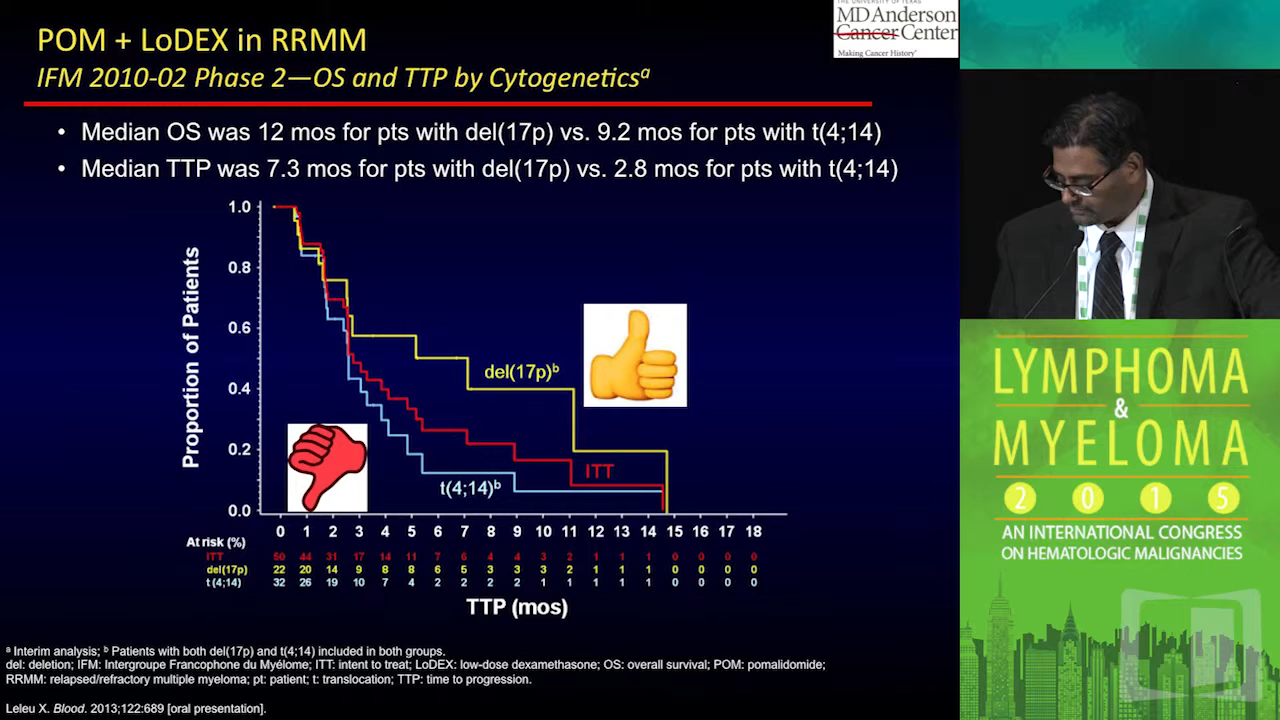 POM + LoDEX in RRMM
IFM 2010-02 Phase 2—OS and TTP by Cytogeneticsᵃ
THE UNIVERSITY OF TEXAS
MD Anderson
Cancer Center
Making Cancer History®
• Median OS was 12 mos for pts with del(17p) vs. 9.2 mos for pts with t(4;14)
• Median TTP was 7.3 mos for pts with del(17p) vs. 2.8 mos for pts with t(4;14)
Proportion of Patients
1.0
0.8
0.6
0.4
0.2
0.0
del(17p)ᵇ
ITT
t(4;14)ᵇ
0 1 2 3 4 5 6 7 8 9 10 11 12 13 14 15 16 17 18
At risk (%)
ITT 50 44 31 17 14 11 7 6 4 4 3 2 1 1 1 0 0 0 0
del(17p) 22 20 14 9 8 8 6 5 3 3 3 2 1 1 1 0 0 0 0
t (4;14) 32 26 19 10 7 4 2 2 2 2 1 1 1 1 1 0 0 0 0
TTP (mos)
ᵃ Interim analysis; ᵇ Patients with both del(17p) and t(4;14) included in both groups.
del: deletion; IFM: Intergroupe Francophone du Myélome; ITT: intent to treat; LoDEX: low-dose dexamethasone; OS: overall survival; POM: pomalidomide;
RRMM: relapsed/refractory multiple myeloma; pt: patient; t: translocation; TTP: time to progression.
Leleu X. Blood. 2013;122:689 [oral presentation].
LYMPHOMA
&
MYELOMA
2 0 1 5
AN INTERNATIONAL CONGRESS
ON HEMATOLOGIC MALIGNANCIES